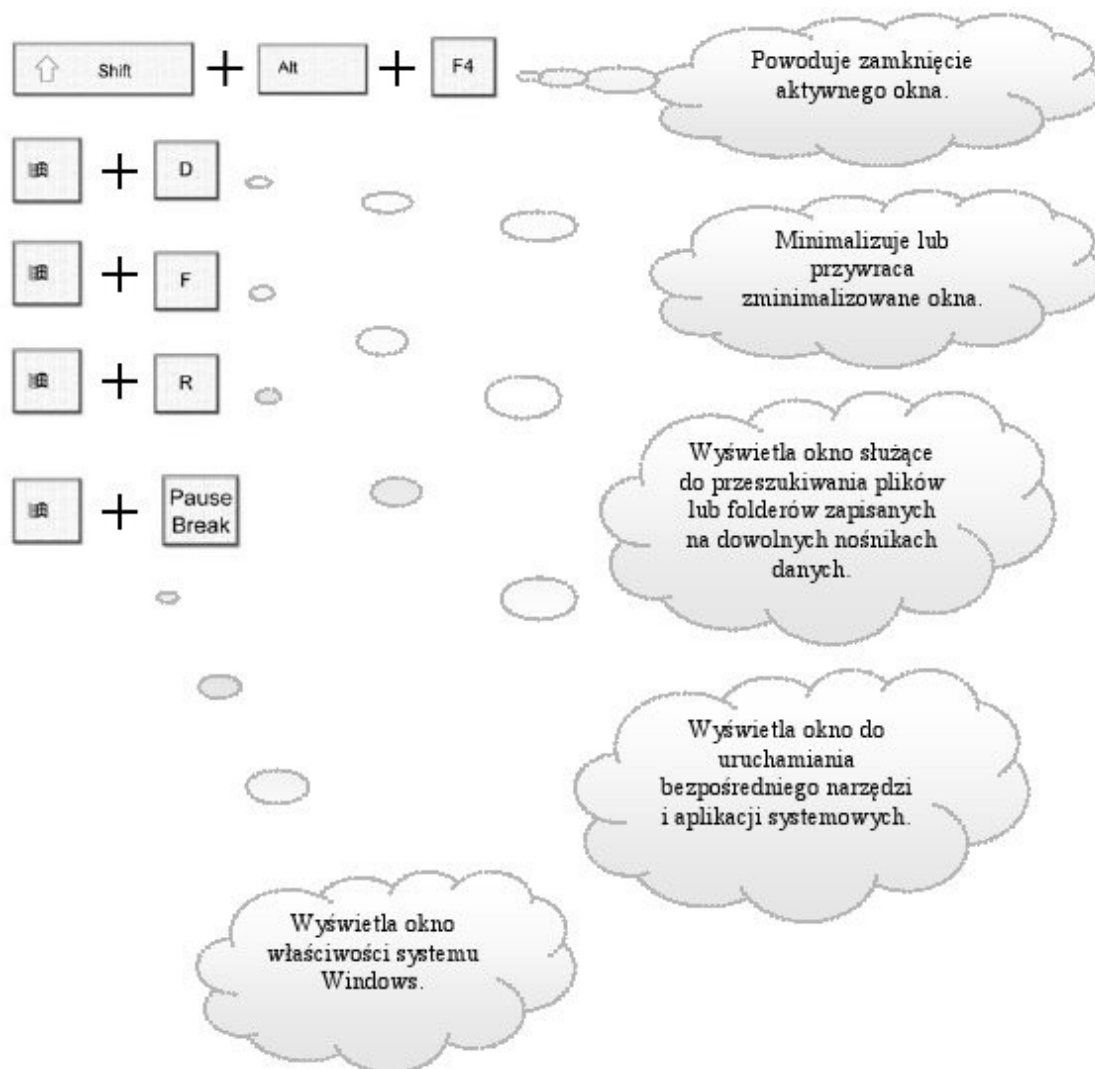 Shift + Alt + F4
Powoduje zamknięcie
aktywnego okna.
+ D
Minimalizuje lub
przywraca
zminimalizowane okna.
+ F
+ R
Wyświetla okno służące
do przeszukiwania plików
lub folderów zapisanych
na dowolnych nośnikach
danych.
+ Pause
Break
Wyświetla okno do
uruchamiania
bezpośredniego narzędzi
i aplikacji systemowych.
Wyświetla okno
właściwości systemu
Windows.